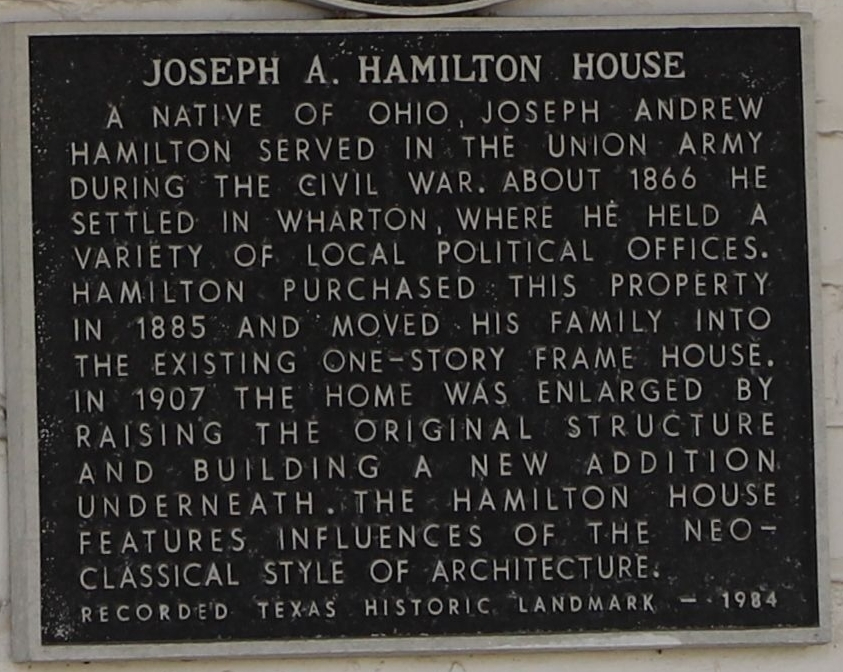 JOSEPH A. HAMILTON HOUSE
A NATIVE OF OHIO, JOSEPH ANDREW
HAMILTON SERVED IN THE UNION ARMY
DURING THE CIVIL WAR. ABOUT 1866 HE
SETTLED IN WHARTON, WHERE HE HELD A
VARIETY OF LOCAL POLITICAL OFFICES.
HAMILTON PURCHASED THIS PROPERTY
IN 1885 AND MOVED HIS FAMILY INTO
THE EXISTING ONE-STORY FRAME HOUSE.
IN 1907 THE HOME WAS ENLARGED BY
RAISING THE ORIGINAL STRUCTURE
AND BUILDING A NEW ADDITION
UNDERNEATH. THE HAMILTON HOUSE
FEATURES INFLUENCES OF THE NEO-
CLASSICAL STYLE OF ARCHITECTURE.
RECORDED TEXAS HISTORIC LANDMARK - 1984